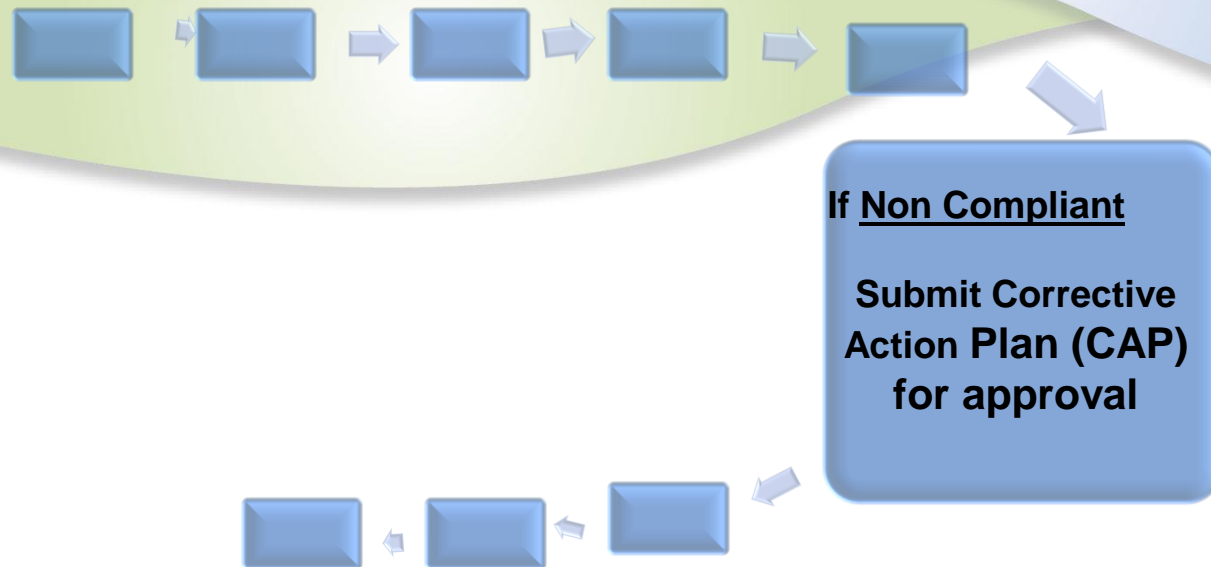 If Non Compliant
Submit Corrective
Action Plan (CAP)
for approval